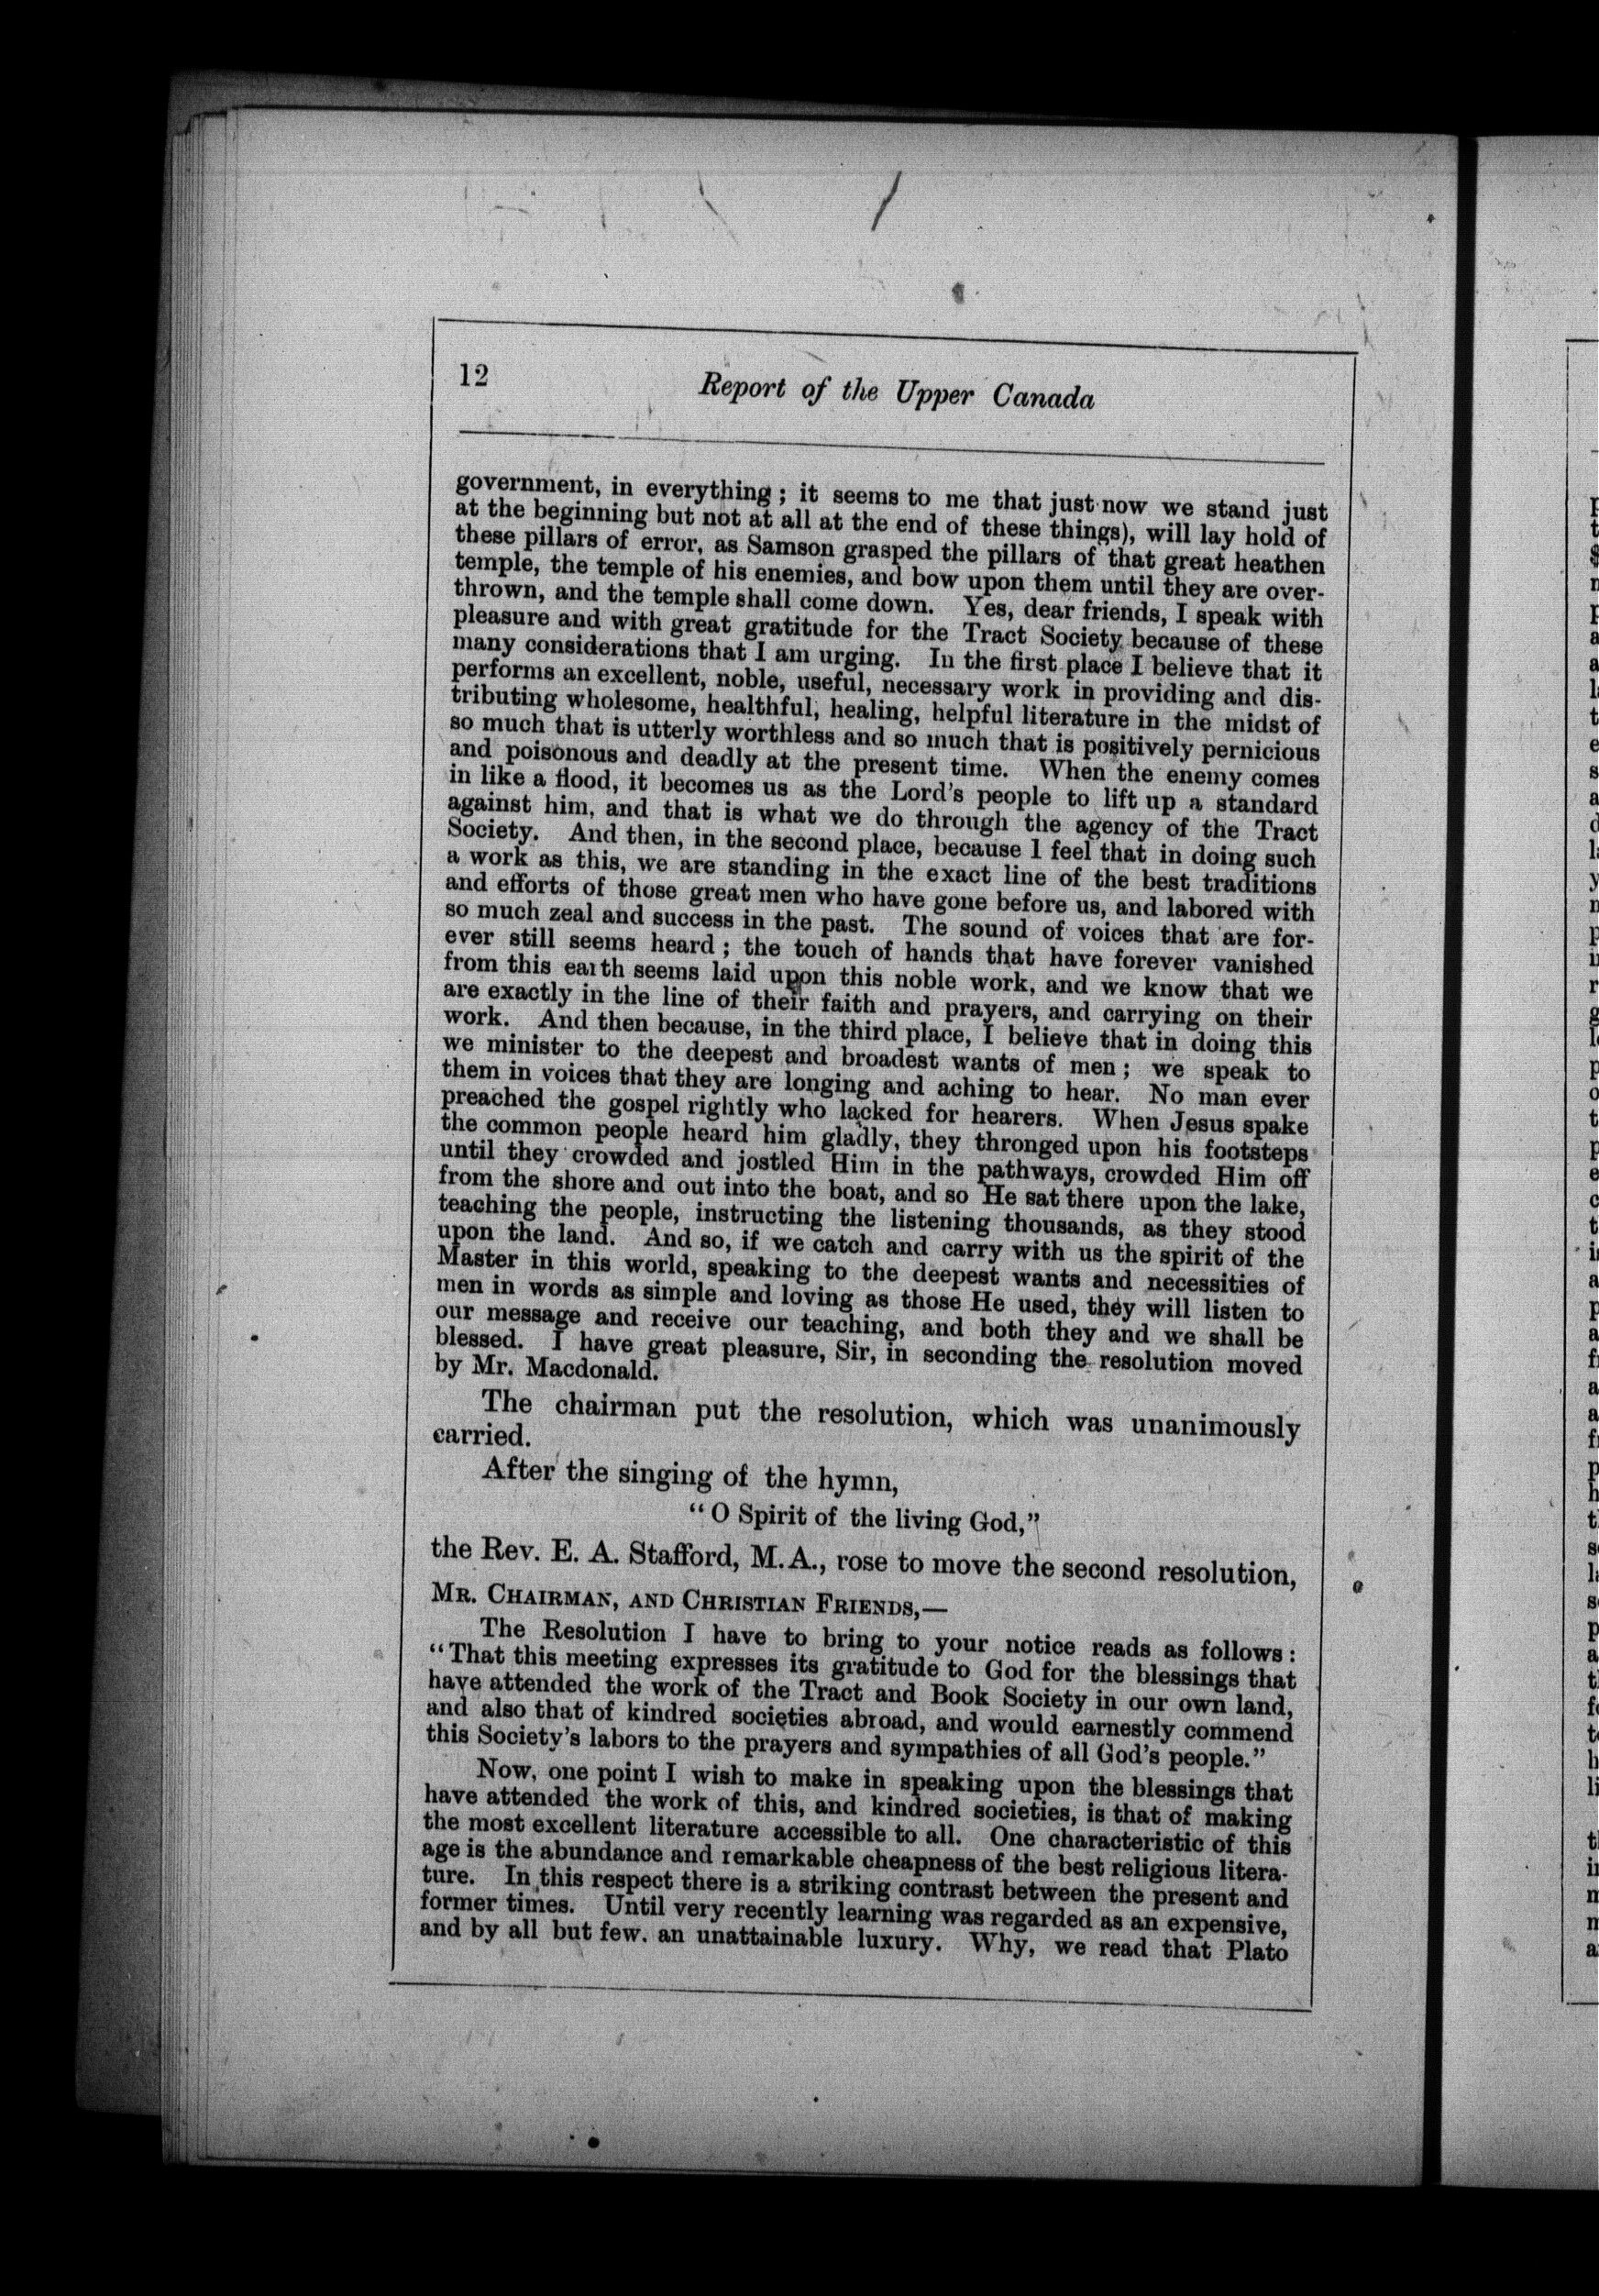 12
Report of the Upper Canada
government, in everything ; it seems to me that just now we stand just
at the beginning but not at all at the end of these things), will lay hold of
these pillars of error, as Samson grasped the pillars of that great heathen
temple, the temple of his enemies, and bow upon them until they are over-
thrown, and the temple shall come down. Yes, dear friends, I speak with
pleasure and with great gratitude for the Tract Society because of these
many considerations that I am urging. In the first place I believe that it
performs an excellent, noble, useful, necessary work in providing and dis-
tributing wholesome, healthful, healing, helpful literature in the midst of
so much that is utterly worthless and so much that is positively pernicious
and poisonous and deadly at the present time. When the enemy comes
in like a flood, it becomes us as the Lord's people to lift up a standard
against him, and that is what we do through the agency of the Tract
Society. And then, in the second place, because I feel that in doing such
a work as this, we are standing in the exact line of the best traditions
and efforts of those great men who have gone before us, and labored with
so much zeal and success in the past. The sound of voices that are for-
ever still seems heard ; the touch of hands that have forever vanished
from this earth seems laid upon this noble work, and we know that we
are exactly in the line of their faith and prayers, and carrying on their
work. And then because, in the third place, I believe that in doing this
we minister to the deepest and broadest wants of men ; we speak to
them in voices that they are longing and aching to hear. No man ever
preached the gospel rightly who lacked for hearers. When Jesus spake
the common people heard him gladly, they thronged upon his footsteps
until they crowded and jostled Him in the pathways, crowded Him off
from the shore and out into the boat, and so He sat there upon the lake,
teaching the people, instructing the listening thousands, as they stood
upon the land. And so, if we catch and carry with us the spirit of the
Master in this world, speaking to the deepest wants and necessities of
men in words as simple and loving as those He used, they will listen to
our message and receive our teaching, and both they and we shall be
blessed. I have great pleasure, Sir, in seconding the resolution moved
by Mr. Macdonald.
The chairman put the resolution, which was unanimously
carried.
After the singing of the hymn,
"O Spirit of the living God,"
the Rev. E. A. Stafford, M.A., rose to move the second resolution,
MR. CHAIRMAN, AND CHRISTIAN FRIENDS,—
The Resolution I have to bring to your notice reads as follows :
"That this meeting expresses its gratitude to God for the blessings that
have attended the work of the Tract and Book Society in our own land,
and also that of kindred societies abroad, and would earnestly commend
this Society's labors to the prayers and sympathies of all God's people."
Now, one point I wish to make in speaking upon the blessings that
have attended the work of this, and kindred societies, is that of making
the most excellent literature accessible to all. One characteristic of this
age is the abundance and remarkable cheapness of the best religious litera-
ture. In this respect there is a striking contrast between the present and
former times. Until very recently learning was regarded as an expensive,
and by all but few, an unattainable luxury. Why, we read that Plato